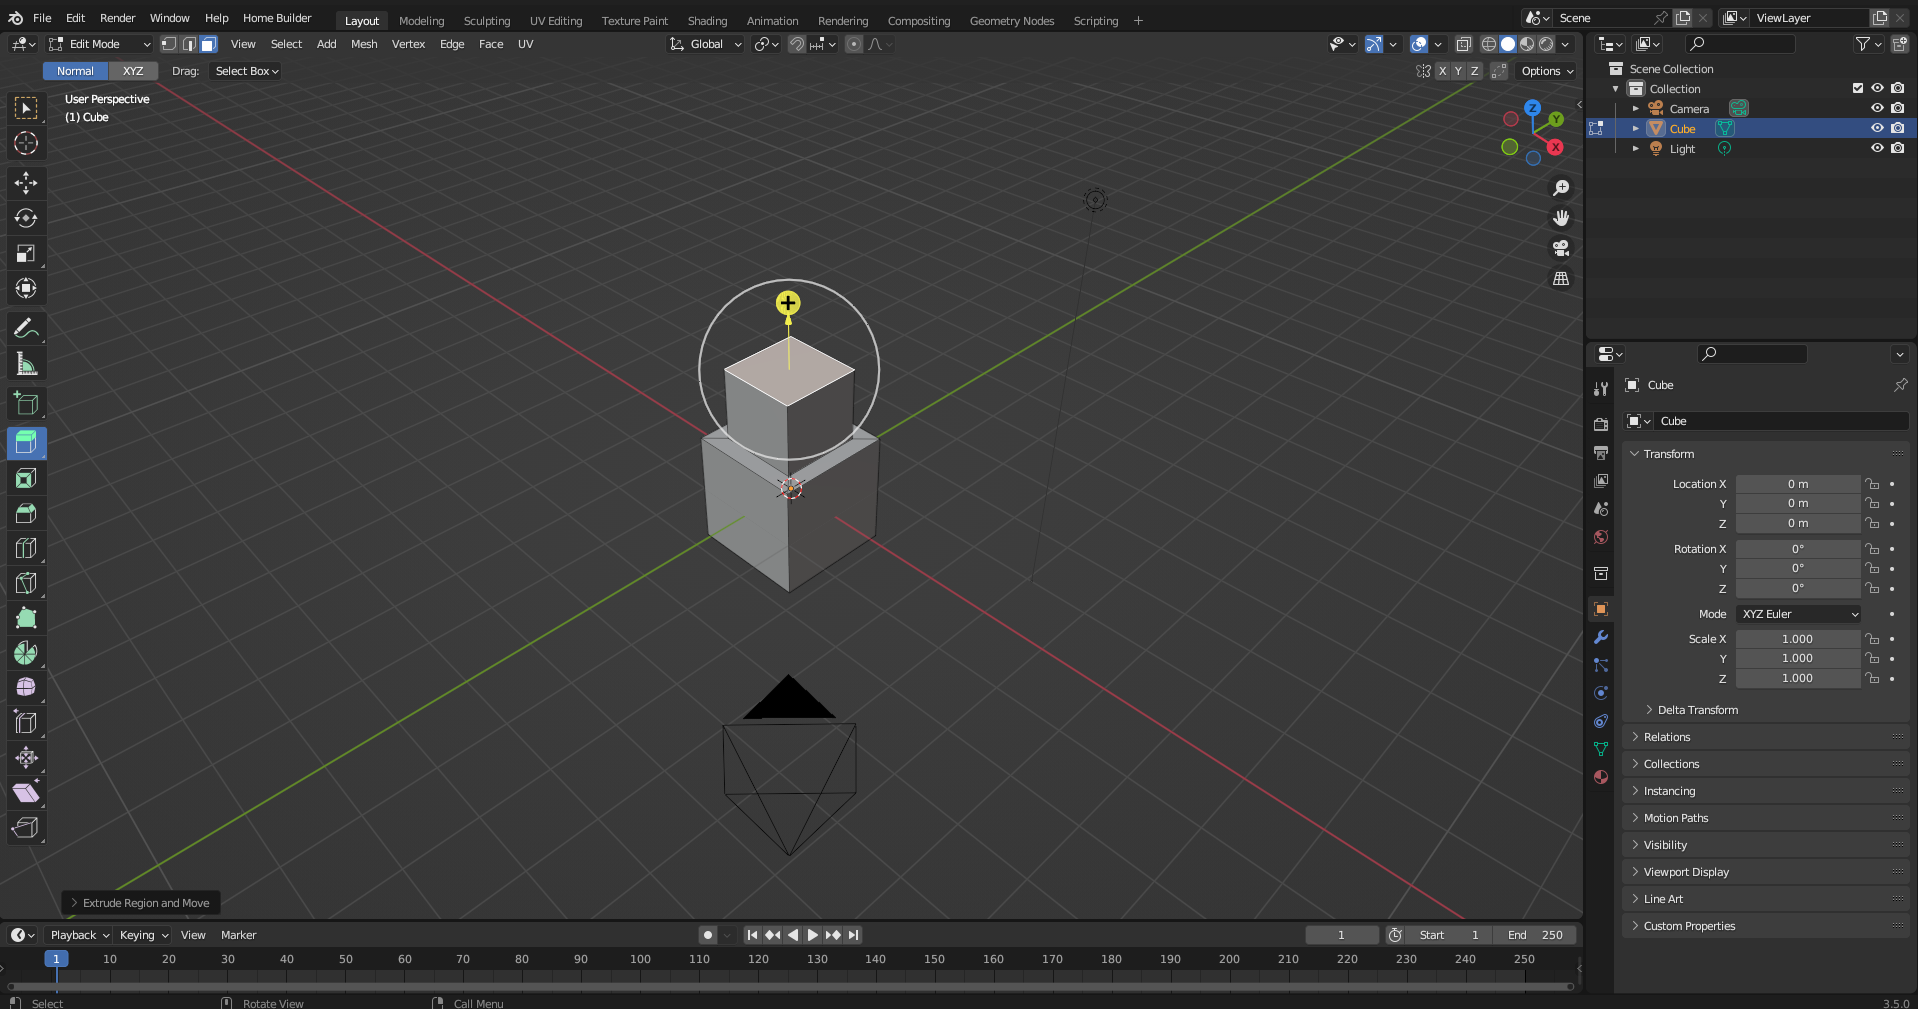 File Edit Render Window Help Home Builder Layout Modeling Sculpting UV Editing Texture Paint Shading Animation Rendering Compositing Geometry Nodes Scripting + Scene ViewLayer
Edit Mode View Select Add Mesh Vertex Edge Face UV Global
Normal XYZ Drag: Select Box X Y Z Options
User Perspective
(1) Cube
Z
Y
X
Scene Collection
Collection
Camera
Cube
Light
Cube
Cube
Transform
Location X 0 m
Y 0 m
Z 0 m
Rotation X 0°
Y 0°
Z 0°
Mode XYZ Euler
Scale X 1.000
Y 1.000
Z 1.000
Delta Transform
Relations
Collections
Instancing
Motion Paths
Visibility
Viewport Display
Line Art
Custom Properties
Extrude Region and Move
Playback Keying View Marker 1 Start 1 End 250
1 10 20 30 40 50 60 70 80 90 100 110 120 130 140 150 160 170 180 190 200 210 220 230 240 250
Select Rotate View Call Menu 3.5.0